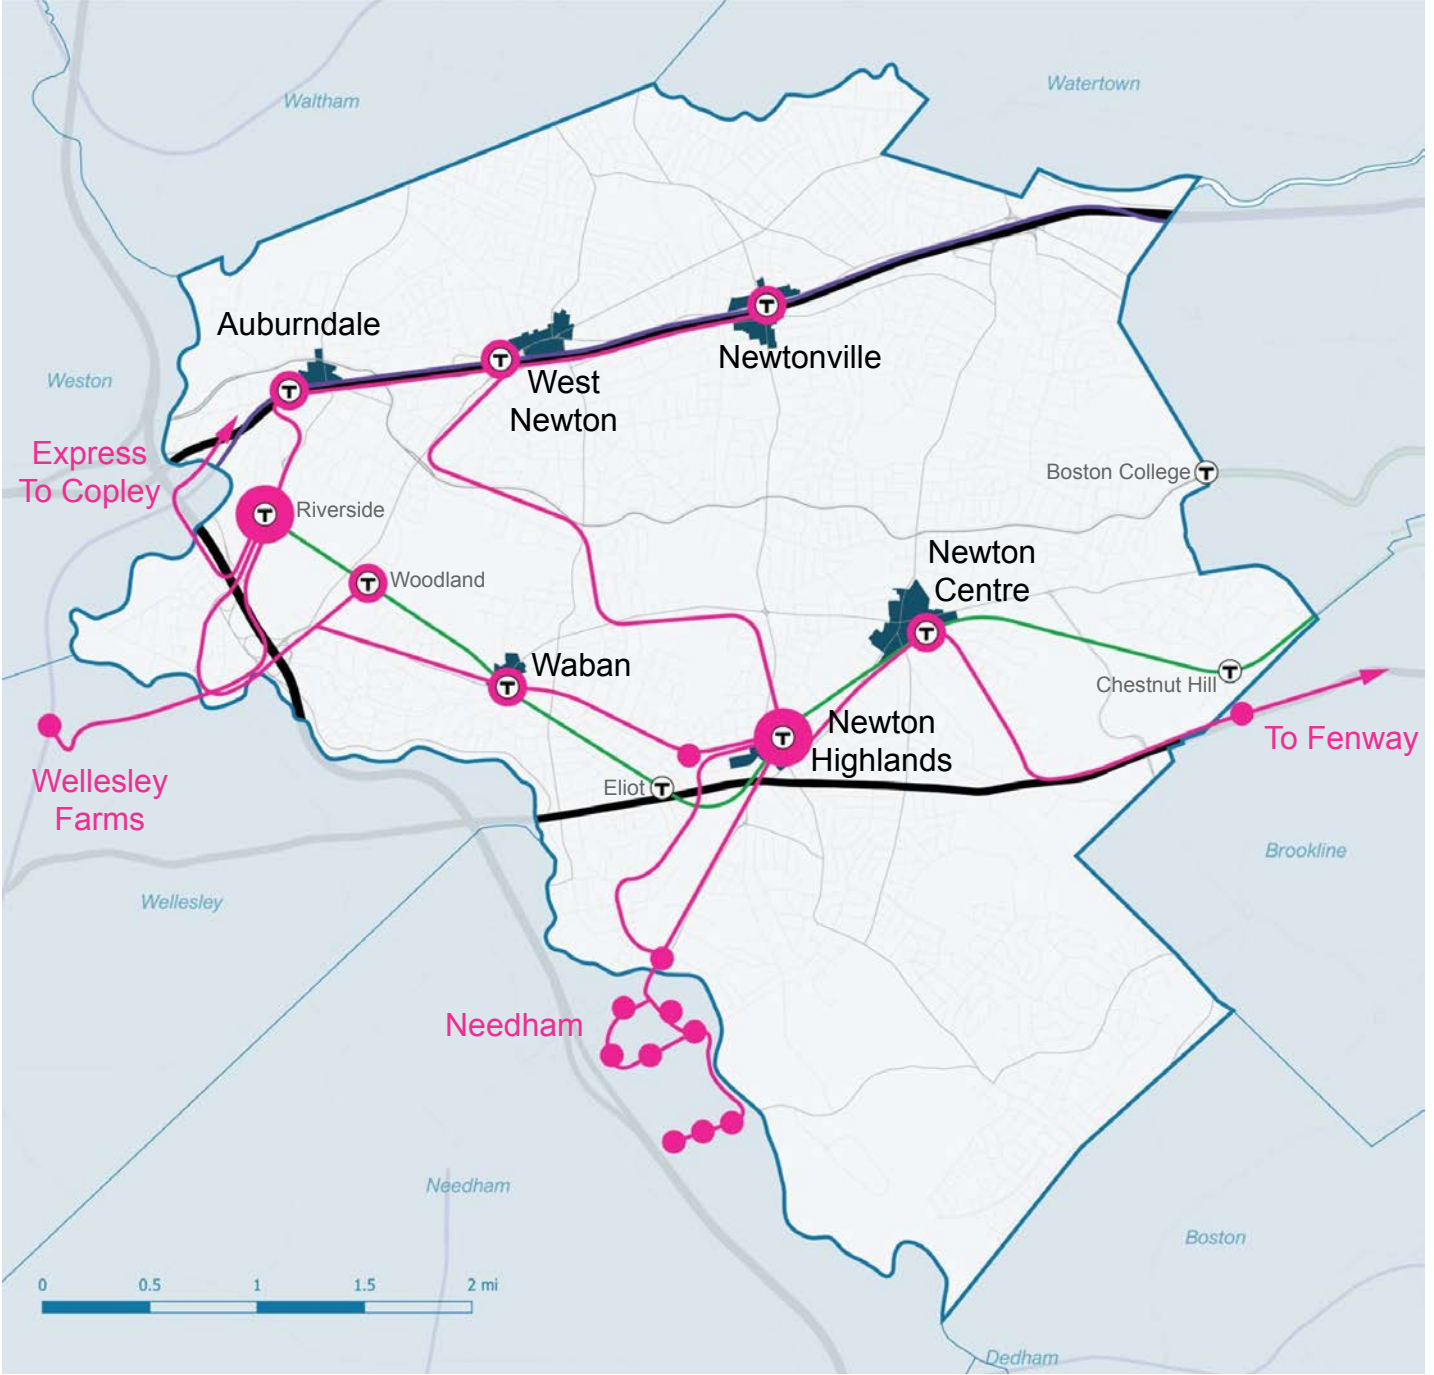 Waltham
Watertown
Auburndale
Newtonville
Weston
West
Newton
Express
To Copley
Boston College
T
T
T
T
Riverside
T
Woodland
T
Newton
Centre
T
Waban
T
Chestnut Hill
T
Newton
Highlands
T
To Fenway
Wellesley
Farms
Eliot
T
Brookline
Wellesley
Needham
Needham
Boston
0 0.5 1 1.5 2 mi
Dedham